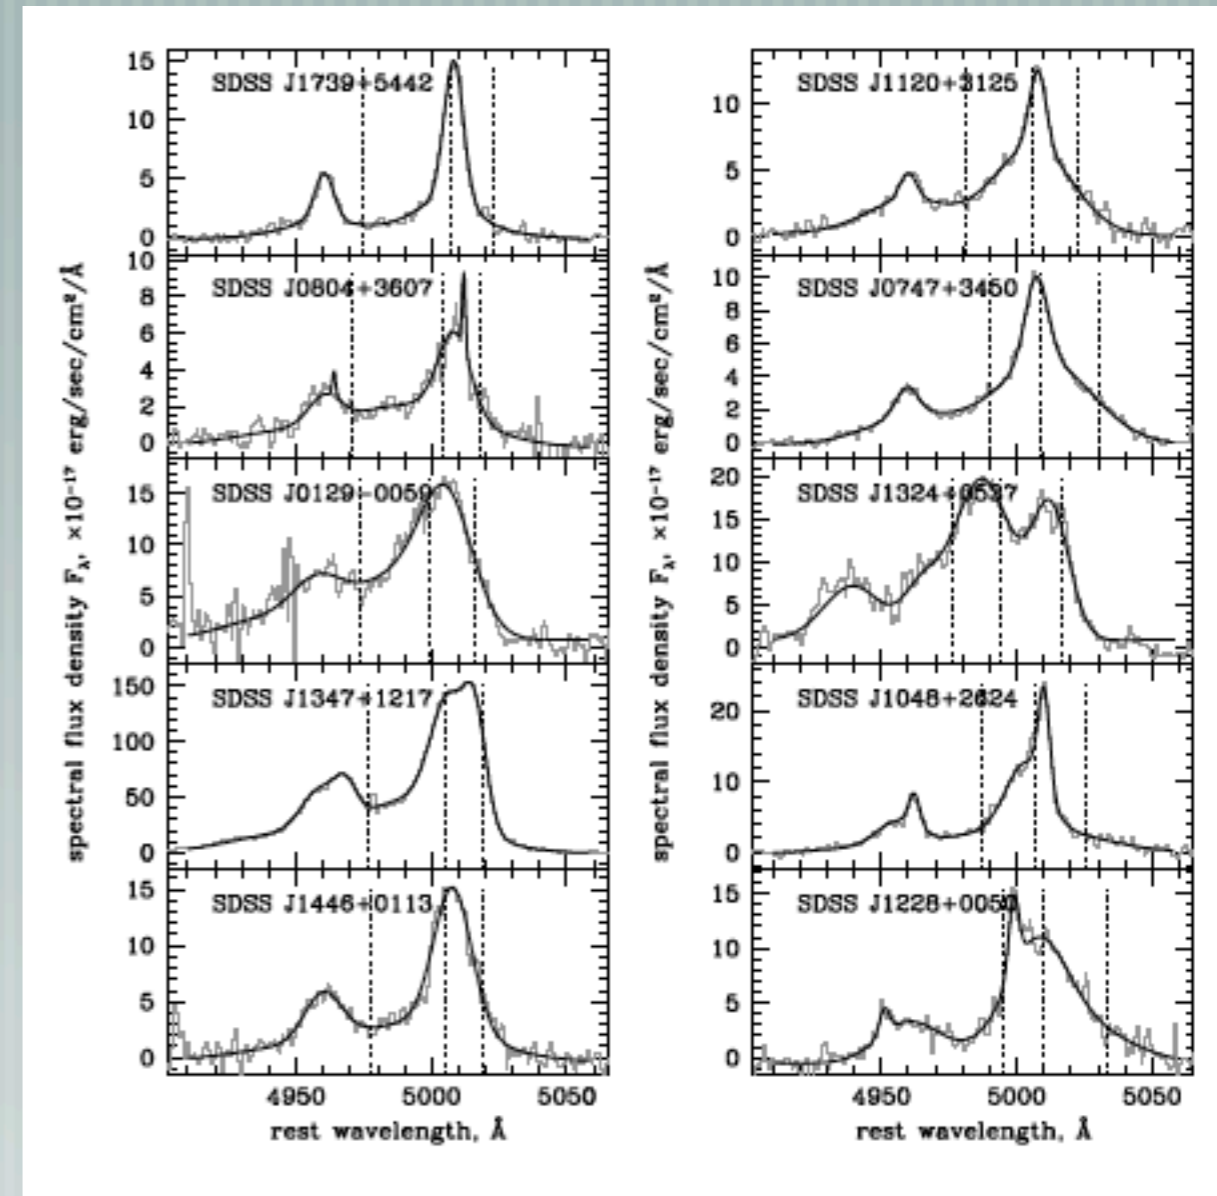 spectral flux density Fλ, ×10⁻¹⁷ erg/sec/cm²/Å
15
10
5
0
SDSS J1739+5442
10
8
6
4
2
0
SDSS J0804+3607
15
10
5
0
SDSS J0129−0059
150
100
50
0
SDSS J1347+1217
15
10
5
0
SDSS J1446+0113
4950 5000 5050
rest wavelength, Å
spectral flux density Fλ, ×10⁻¹⁷ erg/sec/cm²/Å
10
5
0
SDSS J1120+3125
10
8
6
4
2
0
SDSS J0747+3450
20
15
10
5
0
SDSS J1324+0537
20
10
0
SDSS J1048+2624
15
10
5
0
SDSS J1228+0050
4950 5000 5050
rest wavelength, Å